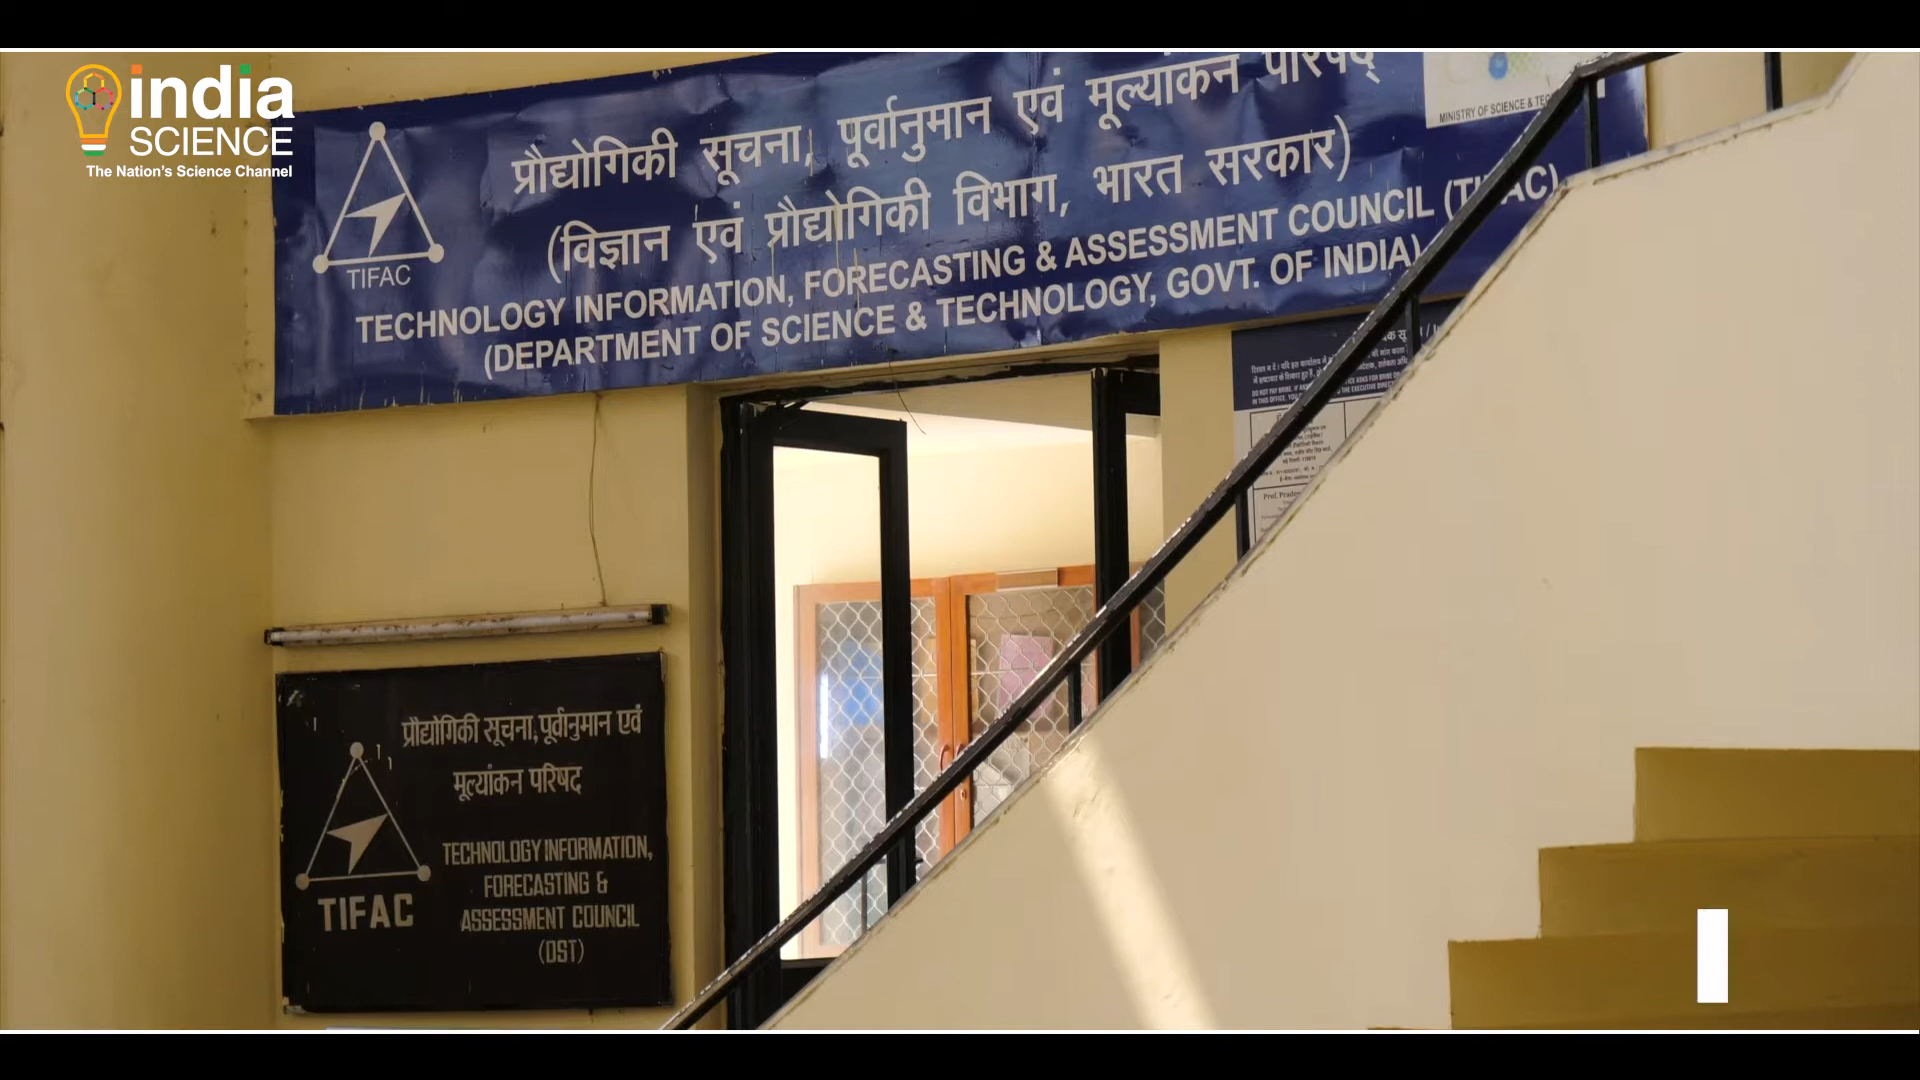 india
SCIENCE
The Nation's Science Channel
प्रौद्योगिकी सूचना, पूर्वानुमान एवं मूल्यांकन परिषद्
(विज्ञान एवं प्रौद्योगिकी विभाग, भारत सरकार)
TECHNOLOGY INFORMATION, FORECASTING & ASSESSMENT COUNCIL (TIFAC)
(DEPARTMENT OF SCIENCE & TECHNOLOGY, GOVT. OF INDIA)
TIFAC
MINISTRY OF SCIENCE &
प्रौद्योगिकी सूचना, पूर्वानुमान एवं
मूल्यांकन परिषद
TECHNOLOGY INFORMATION,
FORECASTING &
ASSESSMENT COUNCIL
(DST)
TIFAC